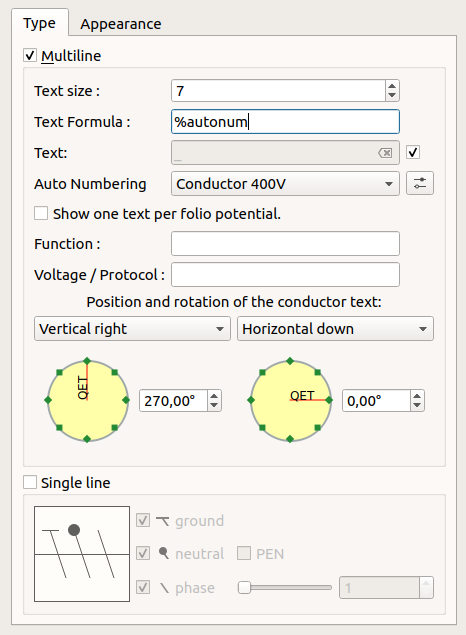 Type Appearance
Multiline
Text size : 7
Text Formula : %autonum
Text: _
Auto Numbering Conductor 400V
Show one text per folio potential.
Function :
Voltage / Protocol :
Position and rotation of the conductor text:
Vertical right Horizontal down
QET 270,00° QET 0,00°
Single line
ground
neutral PEN
phase 1